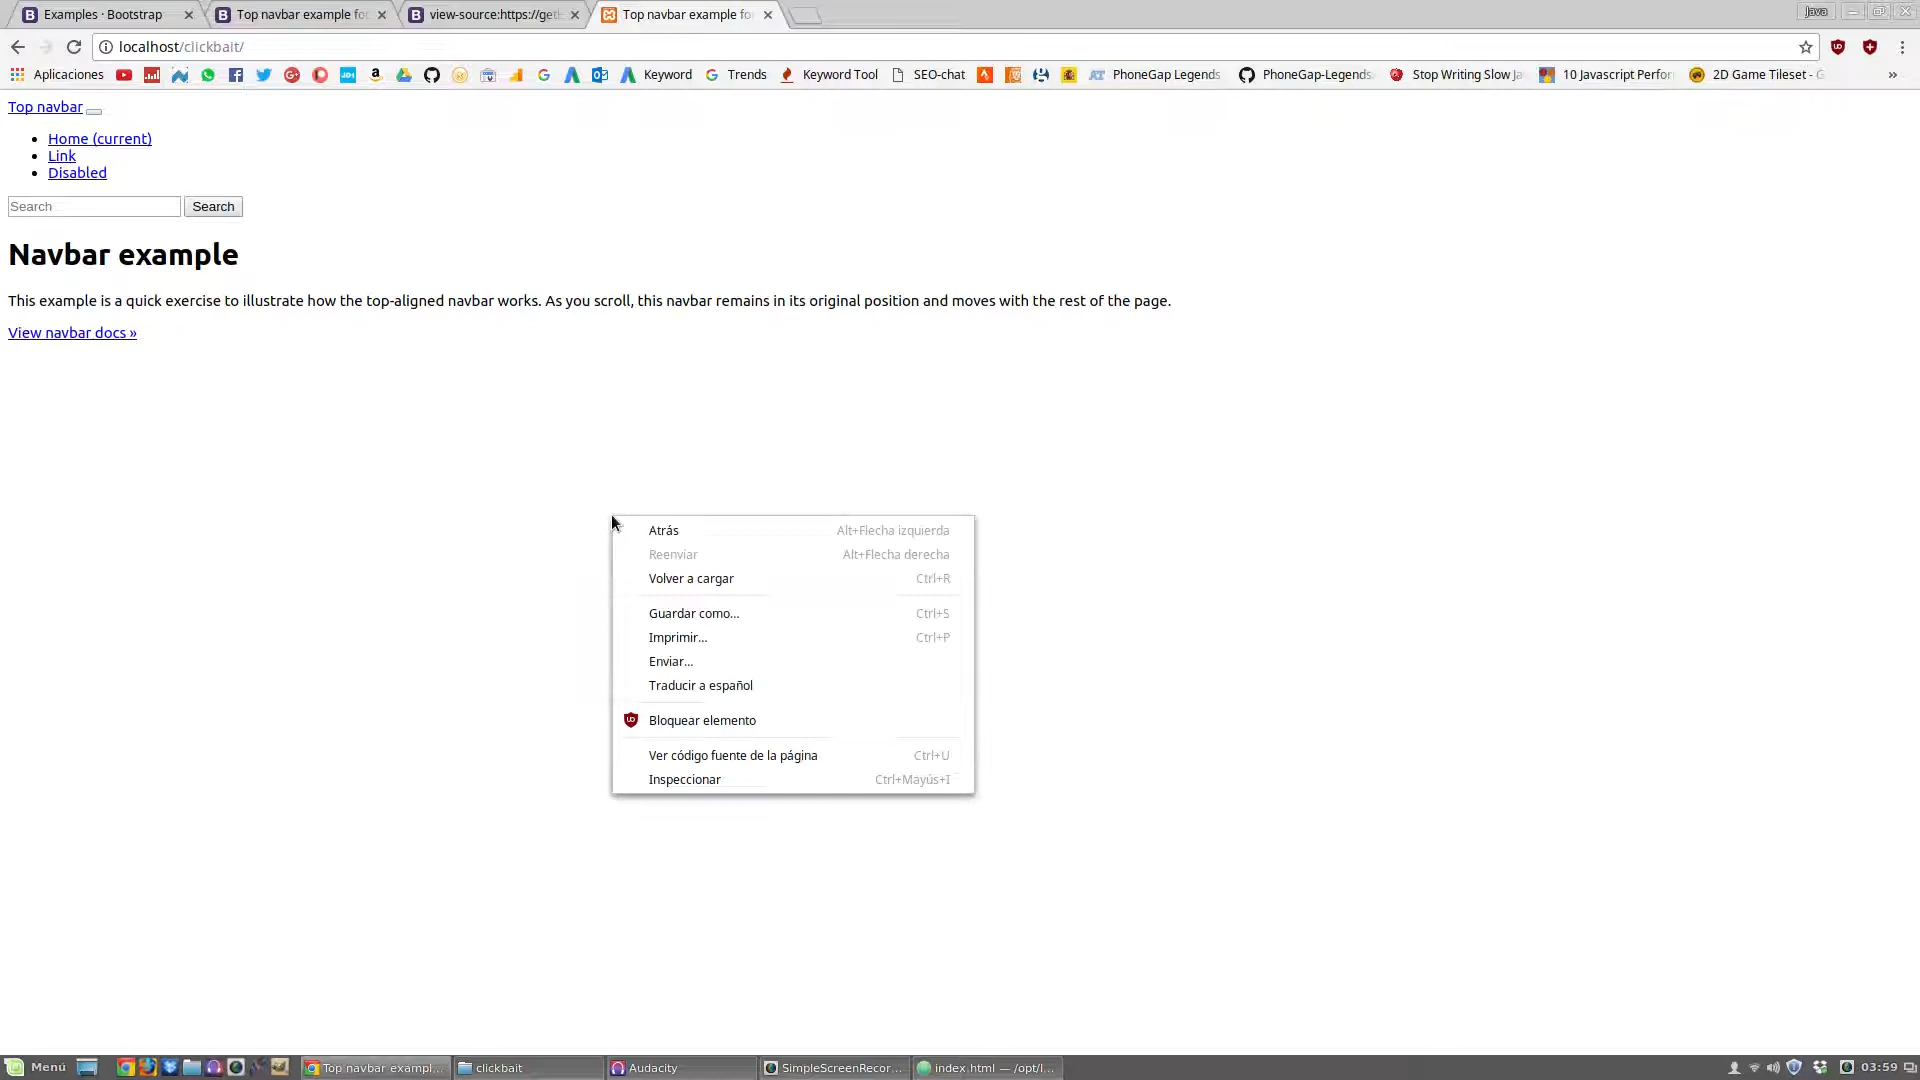 Examples · Bootstrap
Top navbar example fo
view-source:https://get
Top navbar example fo
Java
localhost/clickbait/
Aplicaciones
Keyword
Trends
Keyword Tool
SEO-chat
PhoneGap Legends
PhoneGap-Legends
Stop Writing Slow Ja
10 Javascript Perfor
2D Game Tileset - G
»
Top navbar
Home (current)
Link
Disabled
Search
Search
Navbar example
This example is a quick exercise to illustrate how the top-aligned navbar works. As you scroll, this navbar remains in its original position and moves with the rest of the page.
View navbar docs »
Atrás Alt+Flecha izquierda
Reenviar Alt+Flecha derecha
Volver a cargar Ctrl+R
Guardar como... Ctrl+S
Imprimir... Ctrl+P
Enviar...
Traducir a español
Bloquear elemento
Ver código fuente de la página Ctrl+U
Inspeccionar Ctrl+Mayús+I
Menú
Top navbar exampl...
clickbait
Audacity
SimpleScreenRecor...
index.html — /opt/l...
03:59